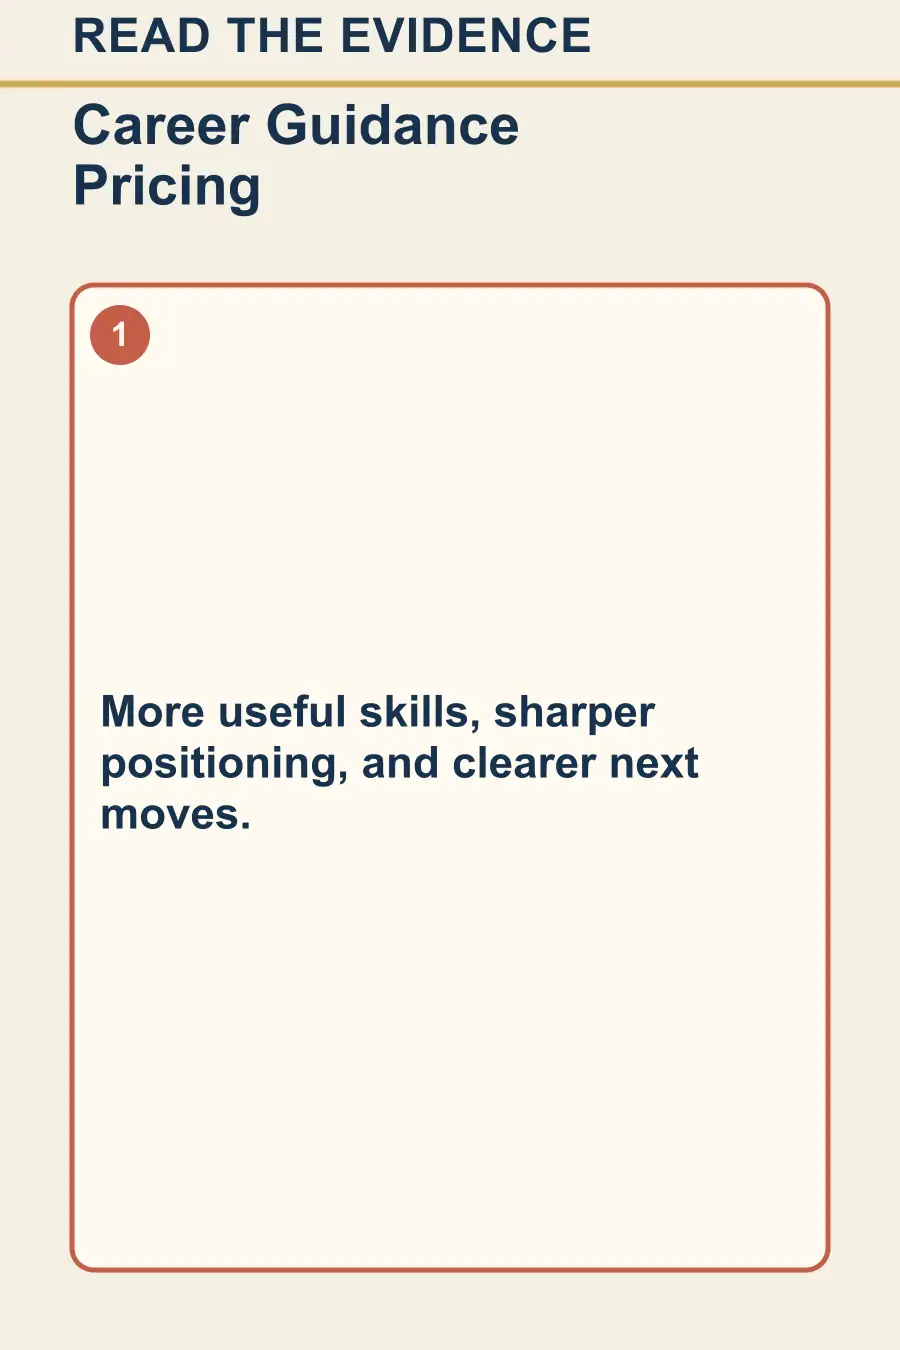 READ THE EVIDENCE
Career Guidance
Pricing
1
More useful skills, sharper
positioning, and clearer next
moves.